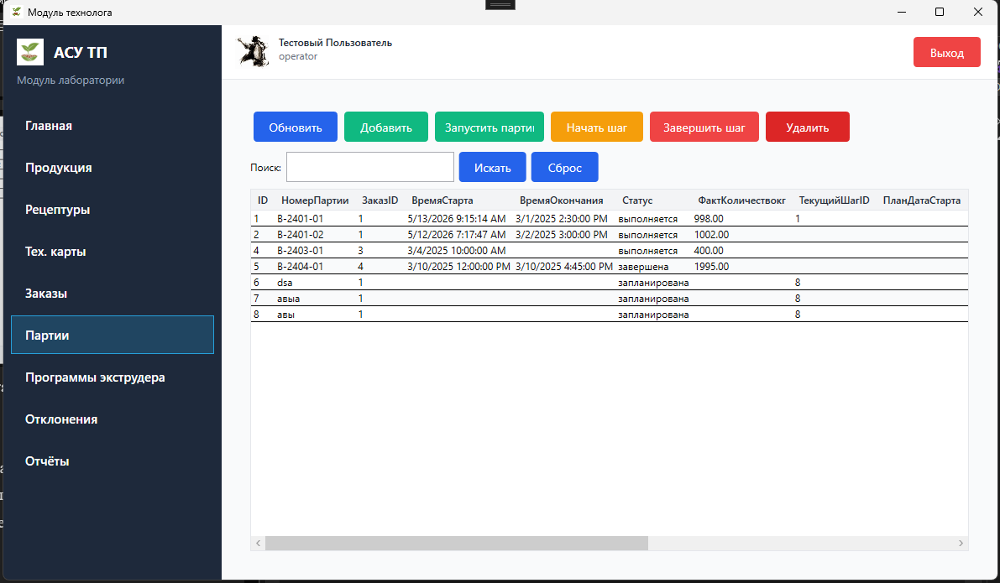 Модуль технолога
АСУ ТП
Модуль лаборатории
Главная
Продукция
Рецептуры
Тех. карты
Заказы
Партии
Программы экструдера
Отклонения
Отчёты
Тестовый Пользователь
operator
Выход
Обновить Добавить Запустить парти Начать шаг Завершить шаг Удалить
Поиск: Искать Сброс
ID НомерПартии ЗаказID ВремяСтарта ВремяОкончания Статус ФактКоличествокг ТекущийШагID ПланДатаСтарта
1 B-2401-01 1 5/13/2026 9:15:14 AM 3/1/2025 2:30:00 PM выполняется 998.00 1
2 B-2401-02 1 5/12/2026 7:17:47 AM 3/2/2025 3:00:00 PM выполняется 1002.00
4 B-2403-01 3 3/4/2025 10:00:00 AM выполняется 400.00
5 B-2404-01 4 3/10/2025 12:00:00 PM 3/10/2025 4:45:00 PM завершена 1995.00
6 dsa 1 запланирована 8
7 авыа 1 запланирована 8
8 авы 1 запланирована 8